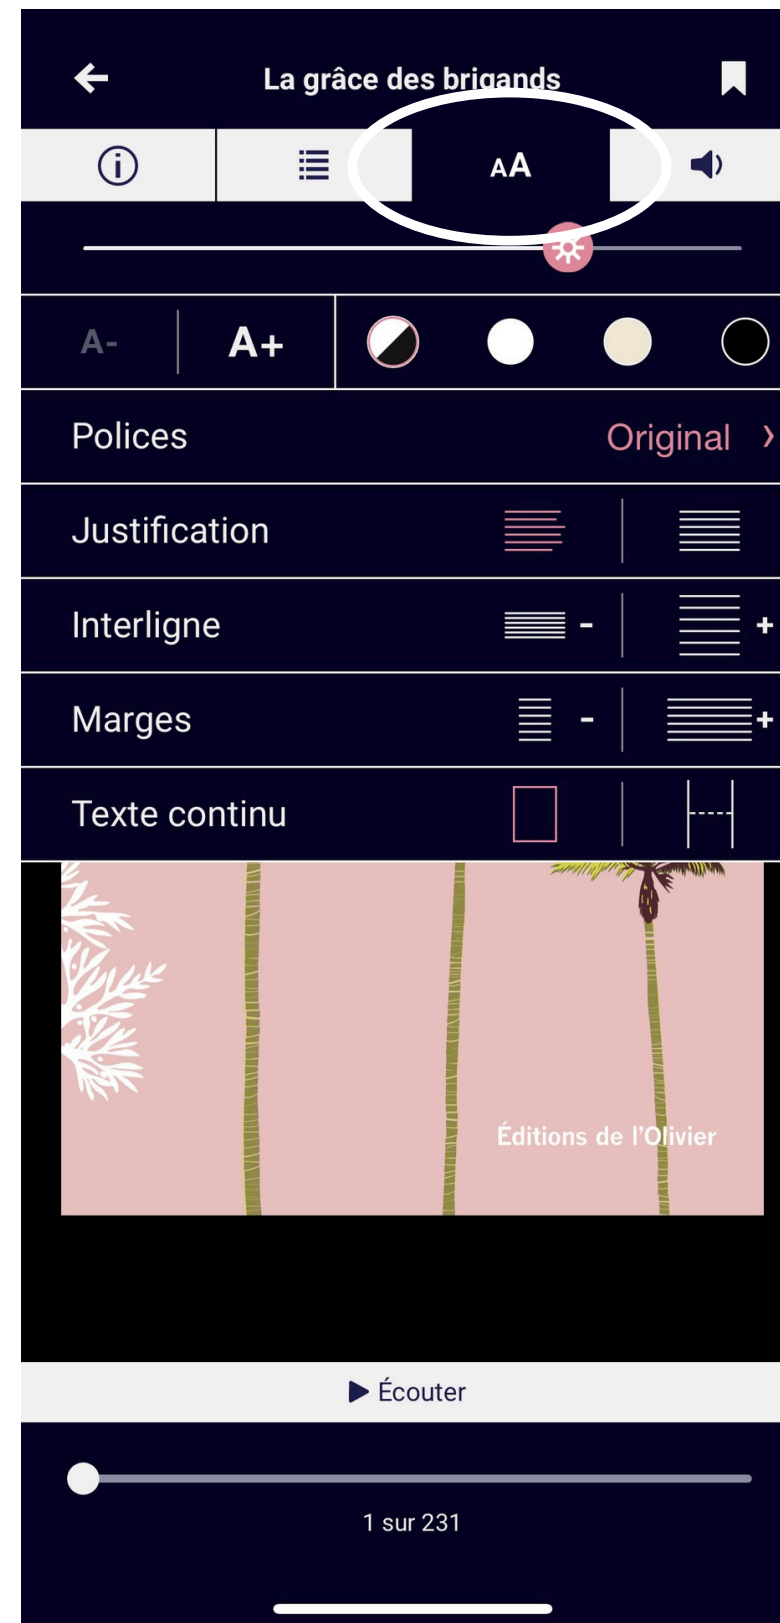 La grâce des brigands
AA
A- A+
Polices Original
Justification
Interligne - +
Marges - +
Texte continu
Éditions de l'Olivier
Écouter
1 sur 231